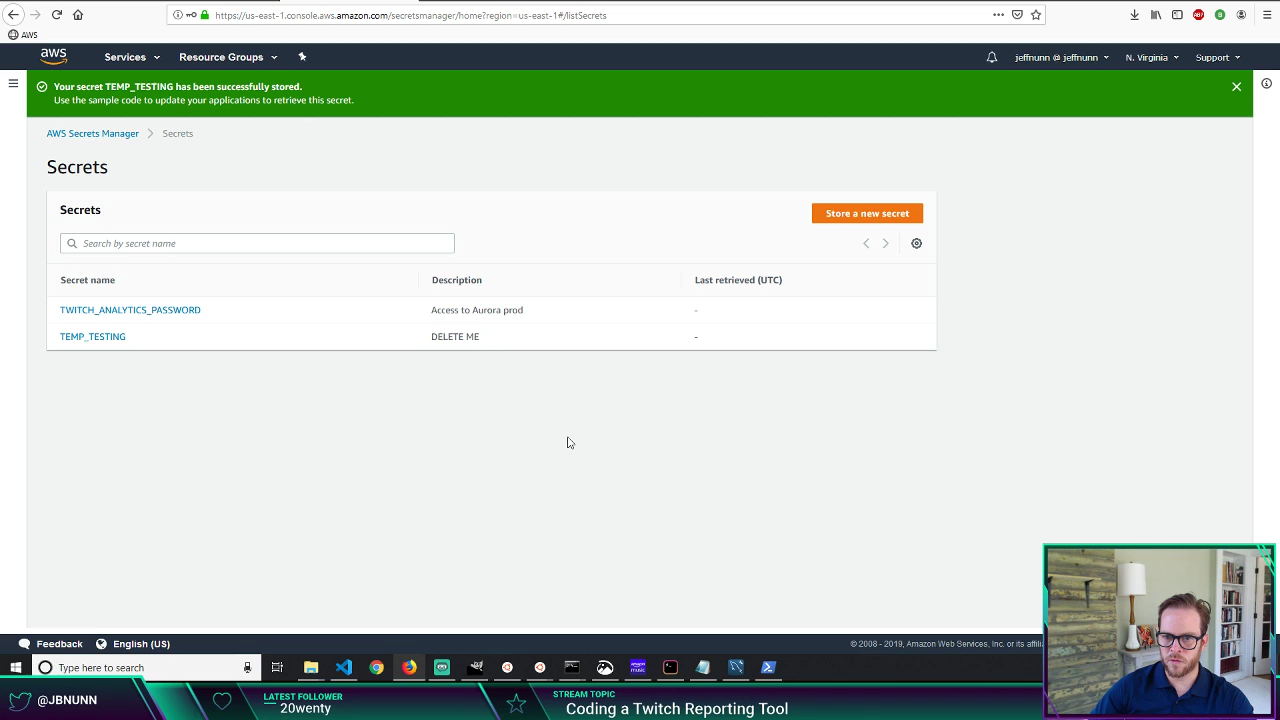 https://us-east-1.console.aws.amazon.com/secretsmanager/home?region=us-east-1#/listSecrets
AWS
aws
Services
Resource Groups
jeffnunn @ jeffnunn
N. Virginia
Support
Your secret TEMP_TESTING has been successfully stored.
Use the sample code to update your applications to retrieve this secret.
AWS Secrets Manager
Secrets
Secrets
Secrets
Store a new secret
Search by secret name
Secret name
Description
Last retrieved (UTC)
TWITCH_ANALYTICS_PASSWORD
Access to Aurora prod
-
TEMP_TESTING
DELETE ME
-
Feedback
English (US)
© 2008 - 2019, Amazon Web Services, Inc. or its affili
Type here to search
@JBNUNN
LATEST FOLLOWER
20wenty
STREAM TOPIC
Coding a Twitch Reporting Tool